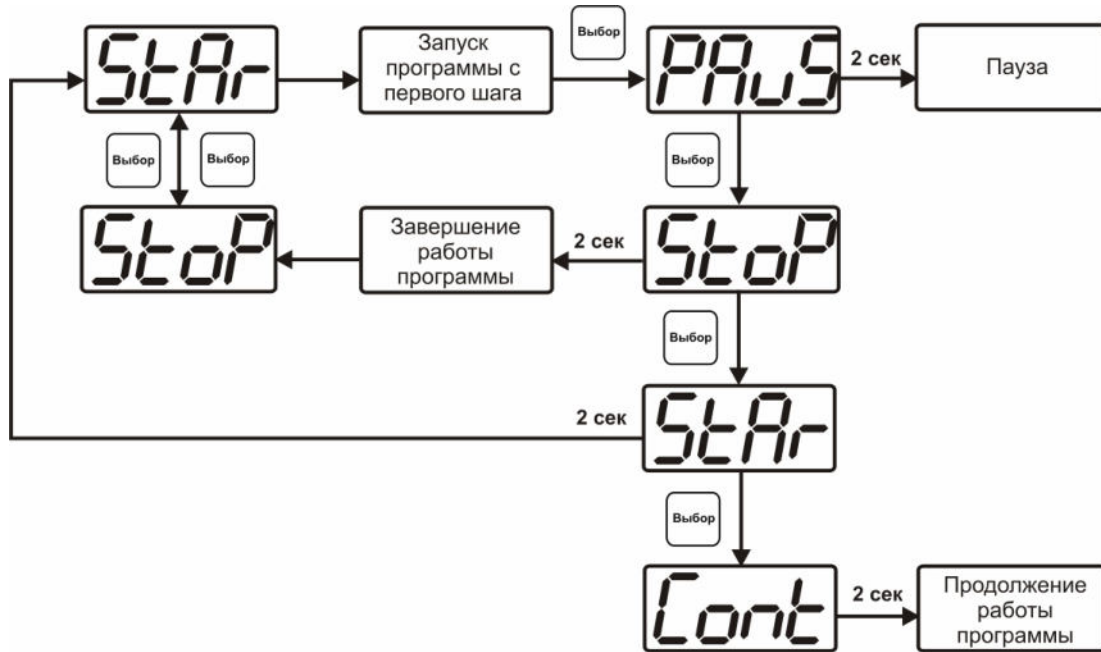 StAr
Запуск
программы с
первого шага
Выбор
PAuS
2 сек
Пауза
Выбор
Выбор
Выбор
StoP
Завершение
работы
программы
2 сек
StoP
Выбор
2 сек
StAr
Выбор
Cont
2 сек
Продолжение
работы
программы